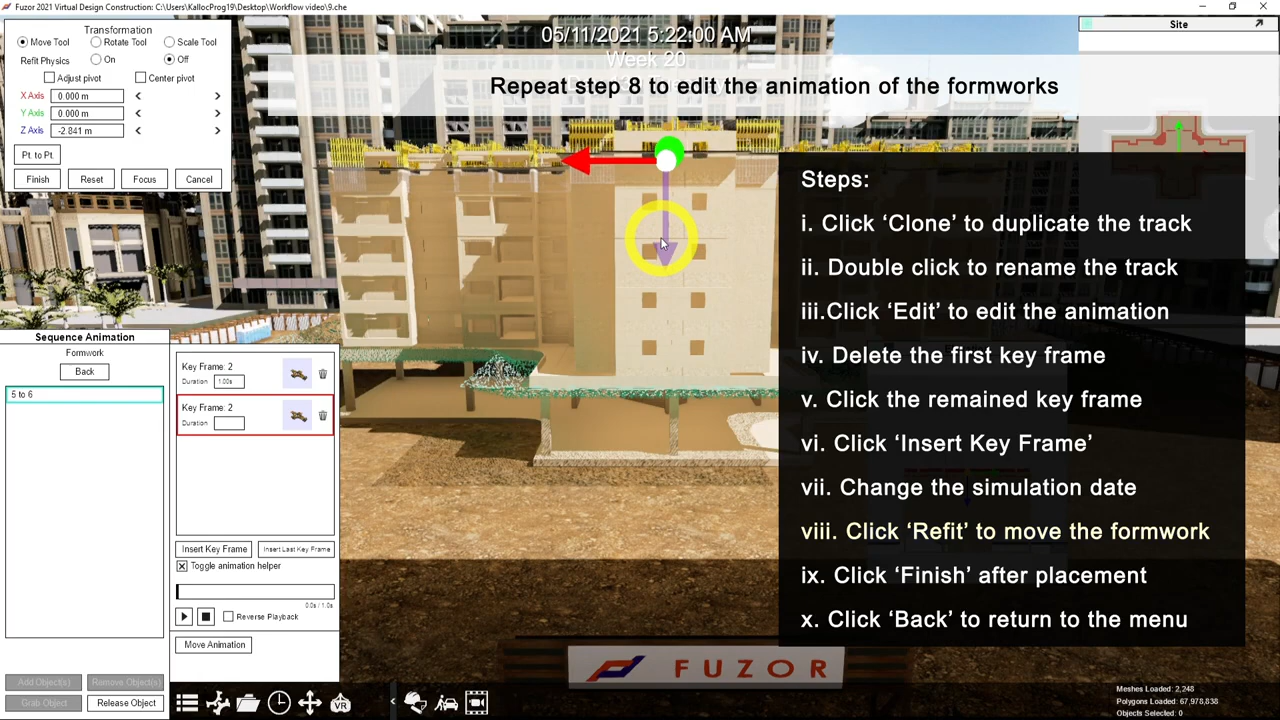 Fuzor 2021 Virtual Design Construction: C:\Users\KallocProg19\Desktop\Workflow video\9.che
Transformation
Move Tool
Rotate Tool
Scale Tool
Refit Physics
On
Off
Adjust pivot
Center pivot
X Axis
0.000 m
Y Axis
0.000 m
Z Axis
-2.841 m
Pt. to Pt.
Finish
Reset
Focus
Cancel
05/11/2021 5:22:00 AM
Week 20
Site
Repeat step 8 to edit the animation of the formworks
Steps:
i. Click ‘Clone’ to duplicate the track
ii. Double click to rename the track
iii.Click ‘Edit’ to edit the animation
iv. Delete the first key frame
v. Click the remained key frame
vi. Click ‘Insert Key Frame’
vii. Change the simulation date
viii. Click ‘Refit’ to move the formwork
ix. Click ‘Finish’ after placement
x. Click ‘Back’ to return to the menu
Sequence Animation
Formwork
Back
5 to 6
Key Frame: 2
Duration
1.00s
Key Frame: 2
Duration
Insert Key Frame
Insert Last Key Frame
Toggle animation helper
0.0s / 1.0s
Reverse Playback
Move Animation
Add Object(s)
Remove Object(s)
Grab Object
Release Object
VR
FUZOR
Meshes Loaded: 2,248
Polygons Loaded: 67,978,838
Objects Selected: 0